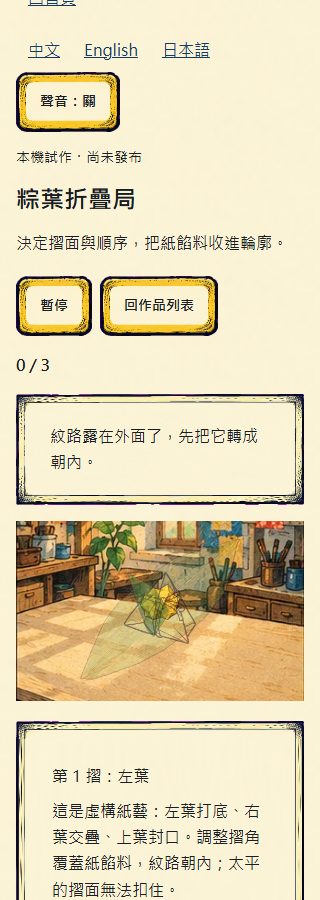 回首頁
中文 English 日本語
聲音：關
本機試作・尚未發布
粽葉折疊局
決定摺面與順序，把紙餡料收進輪廓。
暫停 回作品列表
0 / 3
紋路露在外面了，先把它轉成
朝內。
第 1 摺：左葉
這是虛構紙藝：左葉打底、右
葉交疊、上葉封口。調整摺角
覆蓋紙餡料，紋路朝內；太平
的摺面無法扣住。